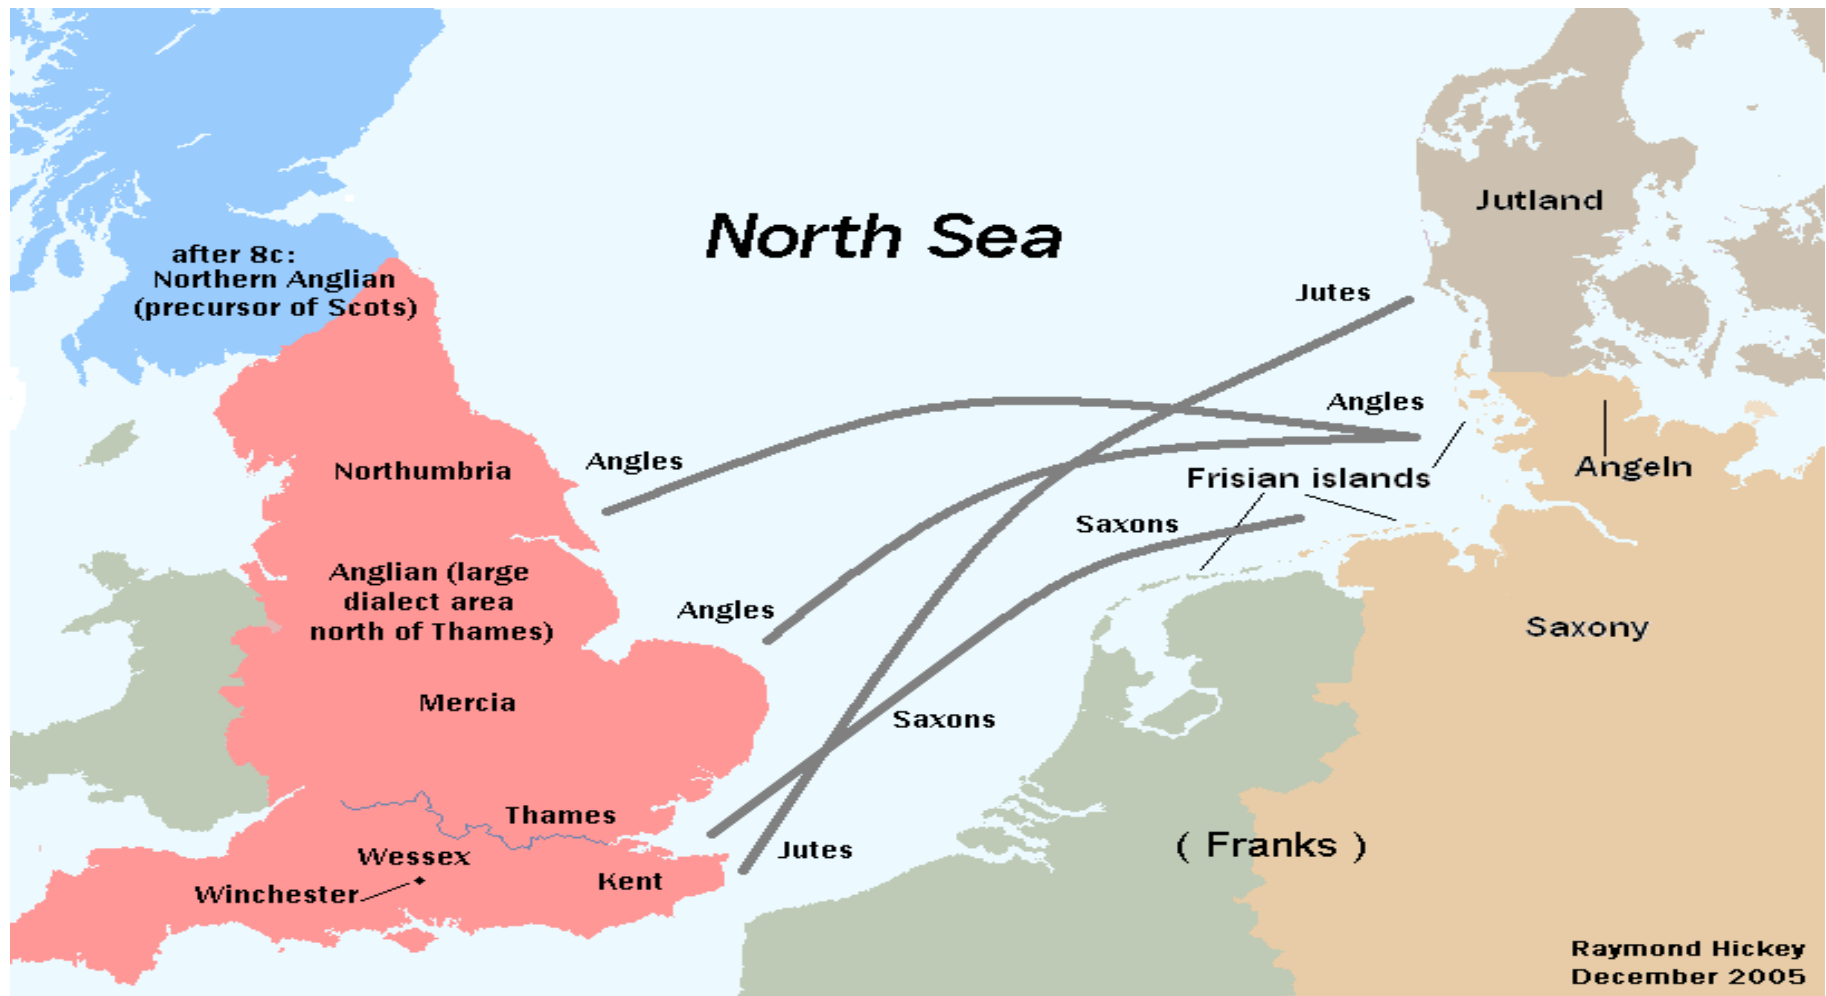 Jutland
North Sea
after 8c:
Northern Anglian
(precursor of Scots)
Jutes
Angles
Angles
Northumbria
Angeln
Frisian islands
Saxons
Anglian (large
dialect area
north of Thames)
Angles
Saxony
Mercia
Saxons
Thames
Jutes
( Franks )
Wessex
Kent
Winchester
Raymond Hickey
December 2005